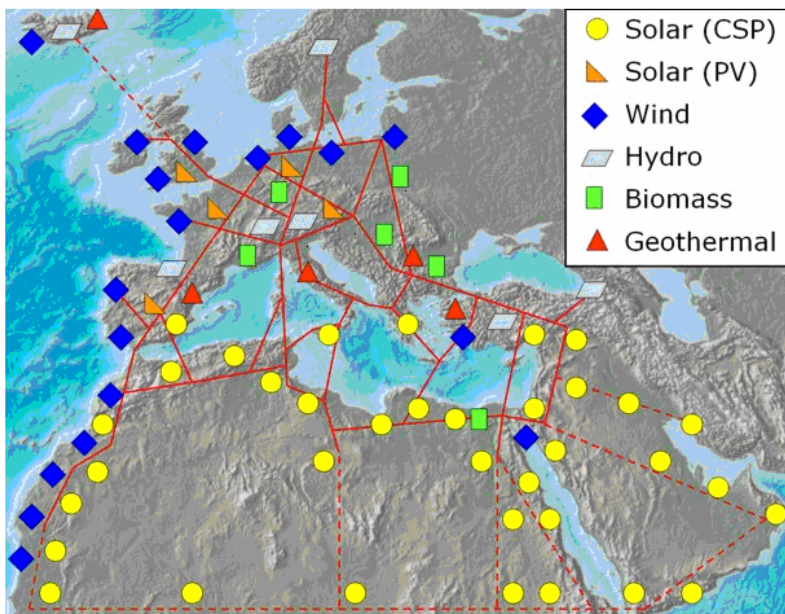 Solar (CSP)
Solar (PV)
Wind
Hydro
Biomass
Geothermal